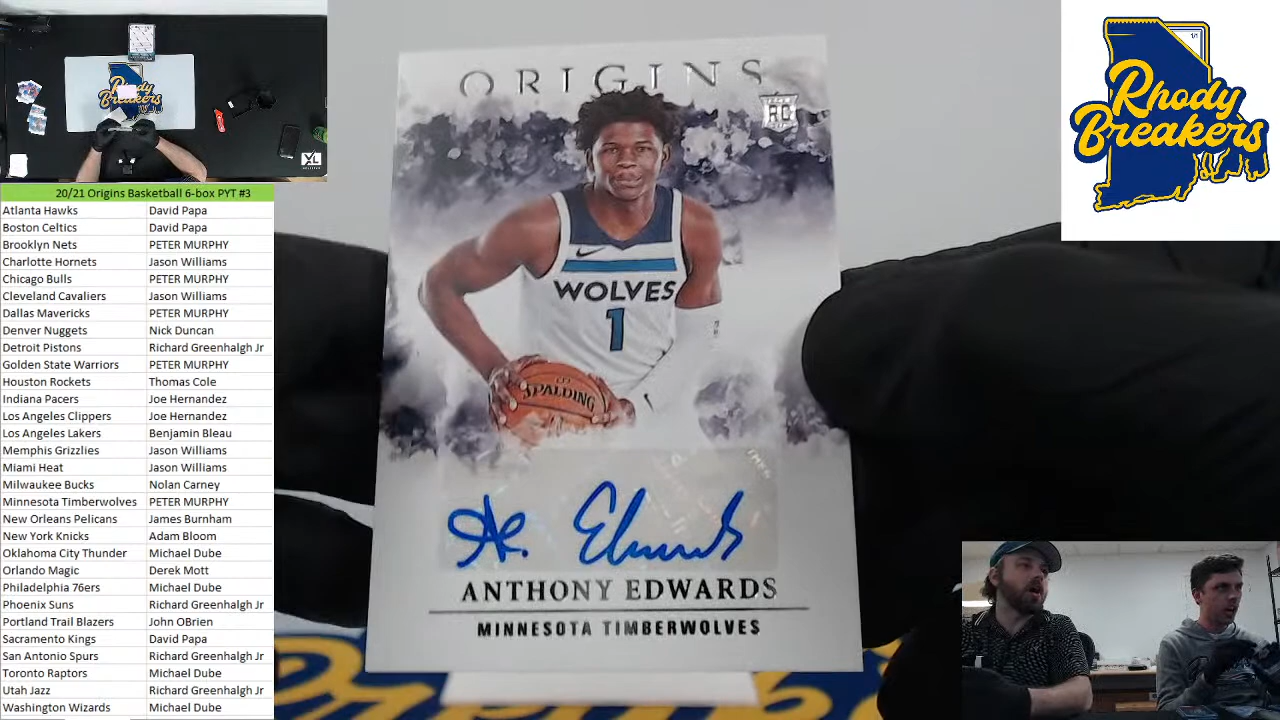 Rhody
Breakers
XL
20/21 Origins Basketball 6-box PYT #3
Atlanta Hawks David Papa
Boston Celtics David Papa
Brooklyn Nets PETER MURPHY
Charlotte Hornets Jason Williams
Chicago Bulls PETER MURPHY
Cleveland Cavaliers Jason Williams
Dallas Mavericks PETER MURPHY
Denver Nuggets Nick Duncan
Detroit Pistons Richard Greenhalgh Jr
Golden State Warriors PETER MURPHY
Houston Rockets Thomas Cole
Indiana Pacers Joe Hernandez
Los Angeles Clippers Joe Hernandez
Los Angeles Lakers Benjamin Bleau
Memphis Grizzlies Jason Williams
Miami Heat Jason Williams
Milwaukee Bucks Nolan Carney
Minnesota Timberwolves PETER MURPHY
New Orleans Pelicans James Burnham
New York Knicks Adam Bloom
Oklahoma City Thunder Michael Dube
Orlando Magic Derek Mott
Philadelphia 76ers Michael Dube
Phoenix Suns Richard Greenhalgh Jr
Portland Trail Blazers John OBrien
Sacramento Kings David Papa
San Antonio Spurs Richard Greenhalgh Jr
Toronto Raptors Michael Dube
Utah Jazz Richard Greenhalgh Jr
Washington Wizards Michael Dube
ORIGINS
RC
WOLVES
1
SPALDING
ANTHONY EDWARDS
MINNESOTA TIMBERWOLVES
Breakers
1/1
Rhody
Breakers